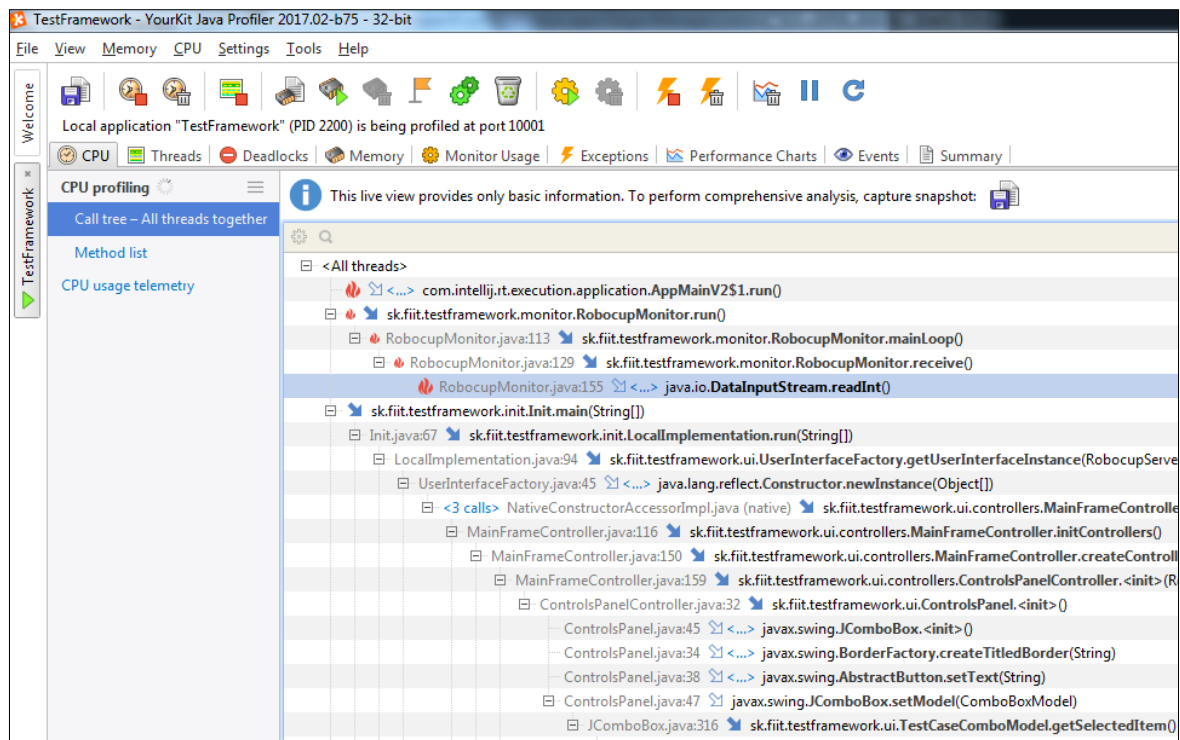 TestFramework - YourKit Java Profiler 2017.02-b75 - 32-bit
File View Memory CPU Settings Tools Help
Welcome
Local application "TestFramework" (PID 2200) is being profiled at port 10001
CPU Threads Deadlocks Memory Monitor Usage Exceptions Performance Charts Events Summary
TestFramework
CPU profiling
Call tree – All threads together
Method list
CPU usage telemetry
This live view provides only basic information. To perform comprehensive analysis, capture snapshot:
<All threads>
<...> com.intellij.rt.execution.application.AppMainV2$1.run()
sk.fiit.testframework.monitor.RobocupMonitor.run()
RobocupMonitor.java:113 sk.fiit.testframework.monitor.RobocupMonitor.mainLoop()
RobocupMonitor.java:129 sk.fiit.testframework.monitor.RobocupMonitor.receive()
RobocupMonitor.java:155 <...> java.io.DataInputStream.readInt()
sk.fiit.testframework.init.Init.main(String[])
Init.java:67 sk.fiit.testframework.init.LocalImplementation.run(String[])
LocalImplementation.java:94 sk.fiit.testframework.ui.UserInterfaceFactory.getUserInterfaceInstance(RobocupServe
UserInterfaceFactory.java:45 <...> java.lang.reflect.Constructor.newInstance(Object[])
<3 calls> NativeConstructorAccessorImpl.java (native) sk.fiit.testframework.ui.controllers.MainFrameControlle
MainFrameController.java:116 sk.fiit.testframework.ui.controllers.MainFrameController.initControllers()
MainFrameController.java:150 sk.fiit.testframework.ui.controllers.MainFrameController.createControll
MainFrameController.java:159 sk.fiit.testframework.ui.controllers.ControlsPanelController.<init>(R
ControlsPanelController.java:32 sk.fiit.testframework.ui.ControlsPanel.<init>()
ControlsPanel.java:45 <...> javax.swing.JComboBox.<init>()
ControlsPanel.java:34 <...> javax.swing.BorderFactory.createTitledBorder(String)
ControlsPanel.java:38 <...> javax.swing.AbstractButton.setText(String)
ControlsPanel.java:47 javax.swing.JComboBox.setModel(ComboBoxModel)
JComboBox.java:316 sk.fiit.testframework.ui.TestCaseComboModel.getSelectedItem()